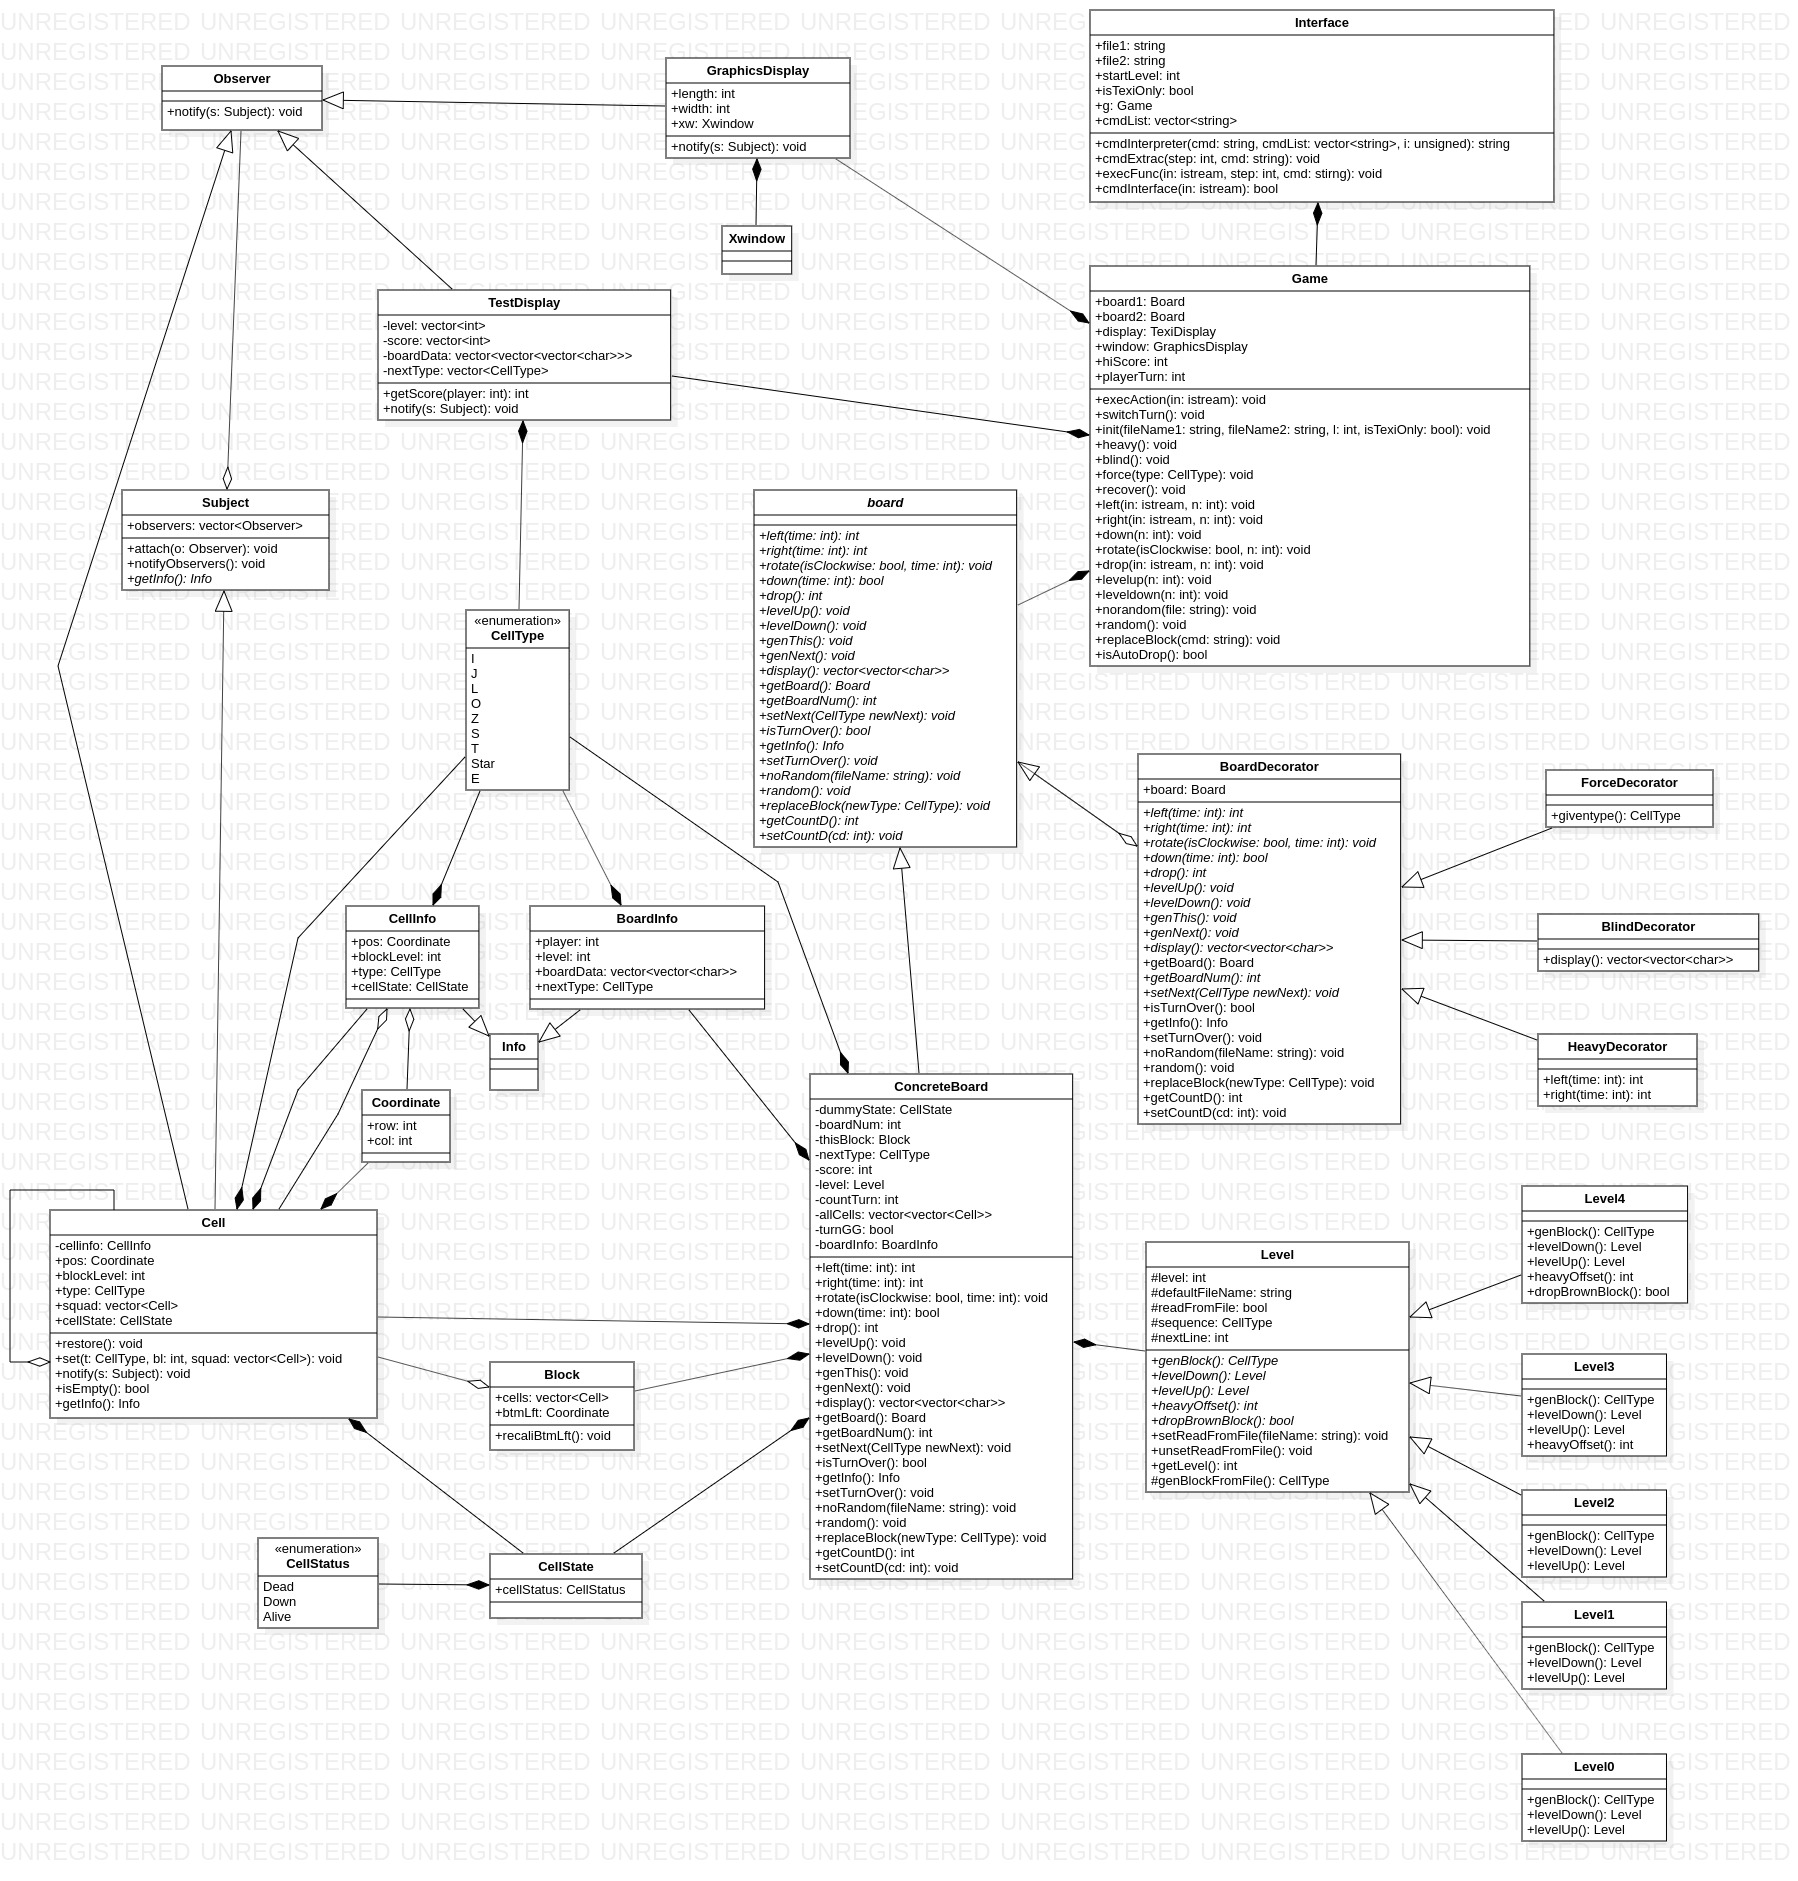 Observer
+notify(s: Subject): void
GraphicsDisplay
+length: int
+width: int
+xw: Xwindow
+notify(s: Subject): void
Interface
+file1: string
+file2: string
+startLevel: int
+isTexiOnly: bool
+g: Game
+cmdList: vector<string>
+cmdInterpreter(cmd: string, cmdList: vector<string>, i: unsigned): string
+cmdExtrac(step: int, cmd: string): void
+execFunc(in: istream, step: int, cmd: stirng): void
+cmdInterface(in: istream): bool
Xwindow
TestDisplay
-level: vector<int>
-score: vector<int>
-boardData: vector<vector<vector<char>>>
-nextType: vector<CellType>
+getScore(player: int): int
+notify(s: Subject): void
Game
+board1: Board
+board2: Board
+display: TexiDisplay
+window: GraphicsDisplay
+hiScore: int
+playerTurn: int
+execAction(in: istream): void
+switchTurn(): void
+init(fileName1: string, fileName2: string, l: int, isTexiOnly: bool): void
+heavy(): void
+blind(): void
+force(type: CellType): void
+recover(): void
+left(in: istream, n: int): void
+right(in: istream, n: int): void
+down(n: int): void
+rotate(isClockwise: bool, n: int): void
+drop(in: istream, n: int): void
+levelup(n: int): void
+leveldown(n: int): void
+norandom(file: string): void
+random(): void
+replaceBlock(cmd: string): void
+isAutoDrop(): bool
Subject
+observers: vector<Observer>
+attach(o: Observer): void
+notifyObservers(): void
+getInfo(): Info
board
+left(time: int): int
+right(time: int): int
+rotate(isClockwise: bool, time: int): void
+down(time: int): bool
+drop(): int
+levelUp(): void
+levelDown(): void
+genThis(): void
+genNext(): void
+display(): vector<vector<char>>
+getBoard(): Board
+getBoardNum(): int
+setNext(CellType newNext): void
+isTurnOver(): bool
+getInfo(): Info
+setTurnOver(): void
+noRandom(fileName: string): void
+random(): void
+replaceBlock(newType: CellType): void
+getCountD(): int
+setCountD(cd: int): void
«enumeration»
CellType
I
J
L
O
Z
S
T
Star
E
BoardDecorator
+board: Board
+left(time: int): int
+right(time: int): int
+rotate(isClockwise: bool, time: int): void
+down(time: int): bool
+drop(): int
+levelUp(): void
+levelDown(): void
+genThis(): void
+genNext(): void
+display(): vector<vector<char>>
+getBoard(): Board
+getBoardNum(): int
+setNext(CellType newNext): void
+isTurnOver(): bool
+getInfo(): Info
+setTurnOver(): void
+noRandom(fileName: string): void
+random(): void
+replaceBlock(newType: CellType): void
+getCountD(): int
+setCountD(cd: int): void
ForceDecorator
+giventype(): CellType
BlindDecorator
+display(): vector<vector<char>>
HeavyDecorator
+left(time: int): int
+right(time: int): int
CellInfo
+pos: Coordinate
+blockLevel: int
+type: CellType
+cellState: CellState
BoardInfo
+player: int
+level: int
+boardData: vector<vector<char>>
+nextType: CellType
Info
Coordinate
+row: int
+col: int
ConcreteBoard
-dummyState: CellState
-boardNum: int
-thisBlock: Block
-nextType: CellType
-score: int
-level: Level
-countTurn: int
-allCells: vector<vector<Cell>>
-turnGG: bool
-boardInfo: BoardInfo
+left(time: int): int
+right(time: int): int
+rotate(isClockwise: bool, time: int): void
+down(time: int): bool
+drop(): int
+levelUp(): void
+levelDown(): void
+genThis(): void
+genNext(): void
+display(): vector<vector<char>>
+getBoard(): Board
+getBoardNum(): int
+setNext(CellType newNext): void
+isTurnOver(): bool
+getInfo(): Info
+setTurnOver(): void
+noRandom(fileName: string): void
+random(): void
+replaceBlock(newType: CellType): void
+getCountD(): int
+setCountD(cd: int): void
Cell
-cellinfo: CellInfo
+pos: Coordinate
+blockLevel: int
+type: CellType
+squad: vector<Cell>
+cellState: CellState
+restore(): void
+set(t: CellType, bl: int, squad: vector<Cell>): void
+notify(s: Subject): void
+isEmpty(): bool
+getInfo(): Info
Block
+cells: vector<Cell>
+btmLft: Coordinate
+recaliBtmLft(): void
Level
#level: int
#defaultFileName: string
#readFromFile: bool
#sequence: CellType
#nextLine: int
+genBlock(): CellType
+levelDown(): Level
+levelUp(): Level
+heavyOffset(): int
+dropBrownBlock(): bool
+setReadFromFile(fileName: string): void
+unsetReadFromFile(): void
+getLevel(): int
#genBlockFromFile(): CellType
Level4
+genBlock(): CellType
+levelDown(): Level
+levelUp(): Level
+heavyOffset(): int
+dropBrownBlock(): bool
Level3
+genBlock(): CellType
+levelDown(): Level
+levelUp(): Level
+heavyOffset(): int
Level2
+genBlock(): CellType
+levelDown(): Level
+levelUp(): Level
Level1
+genBlock(): CellType
+levelDown(): Level
+levelUp(): Level
Level0
+genBlock(): CellType
+levelDown(): Level
+levelUp(): Level
«enumeration»
CellStatus
Dead
Down
Alive
CellState
+cellStatus: CellStatus